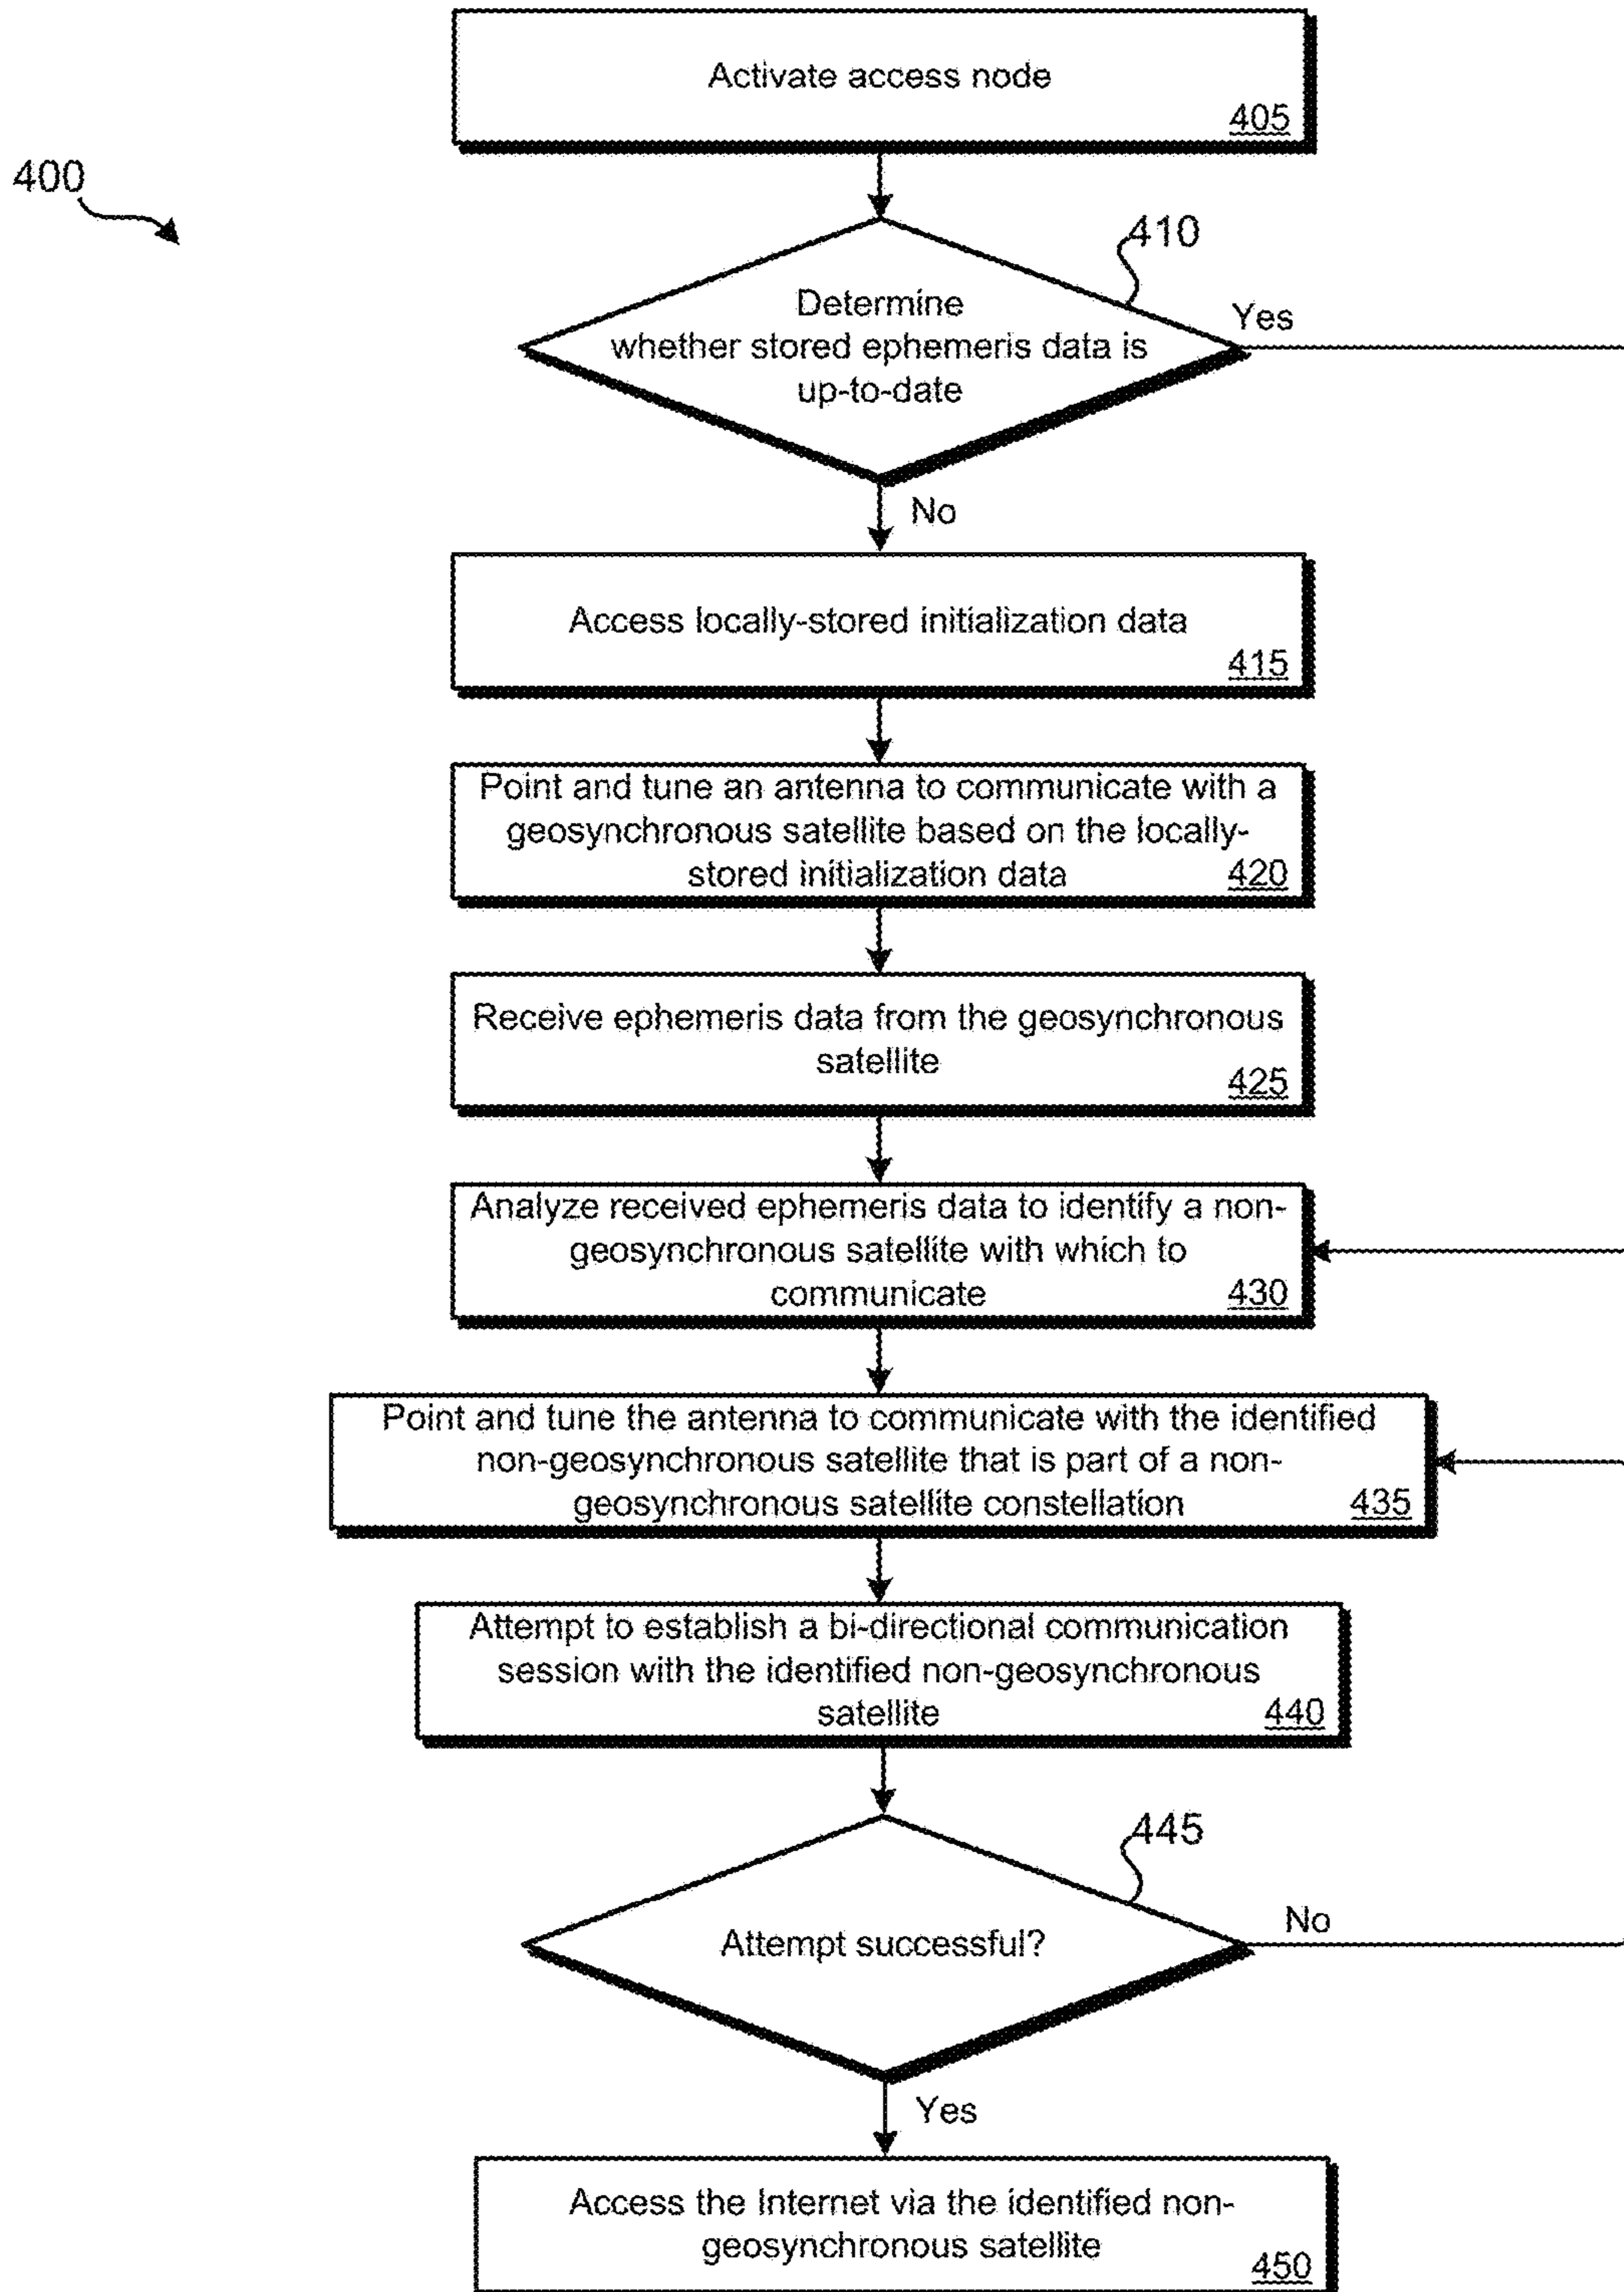 Activate access node
405
400
410
Determine
whether stored ephemeris data is
up-to-date
Yes
No
Access locally-stored initialization data
415
Point and tune an antenna to communicate with a
geosynchronous satellite based on the locally-
stored initialization data
420
Receive ephemeris data from the geosynchronous
satellite
425
Analyze received ephemeris data to identify a non-
geosynchronous satellite with which to
communicate
430
Point and tune the antenna to communicate with the identified
non-geosynchronous satellite that is part of a non-
geosynchronous satellite constellation
435
Attempt to establish a bi-directional communication
session with the identified non-geosynchronous
satellite
440
445
Attempt successful?
No
Yes
Access the Internet via the identified non-
geosynchronous satellite
450